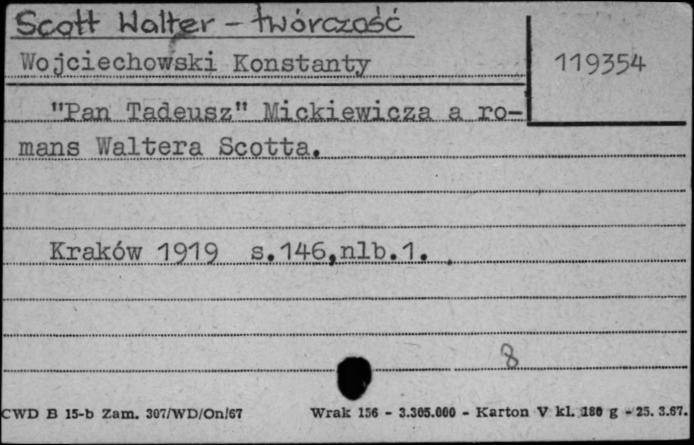 Scott Walter - twórczość
Wojciechowski Konstanty
119354
"Pan Tadeusz" Mickiewicza a ro-
mans Waltera Scotta.
Kraków 1919 s.146,nlb.1.
8
CWD B 15-b Zam. 307/WD/On/67 Wrak 156 - 3.305.000 - Karton V kl. 180 g - 25.3.67.